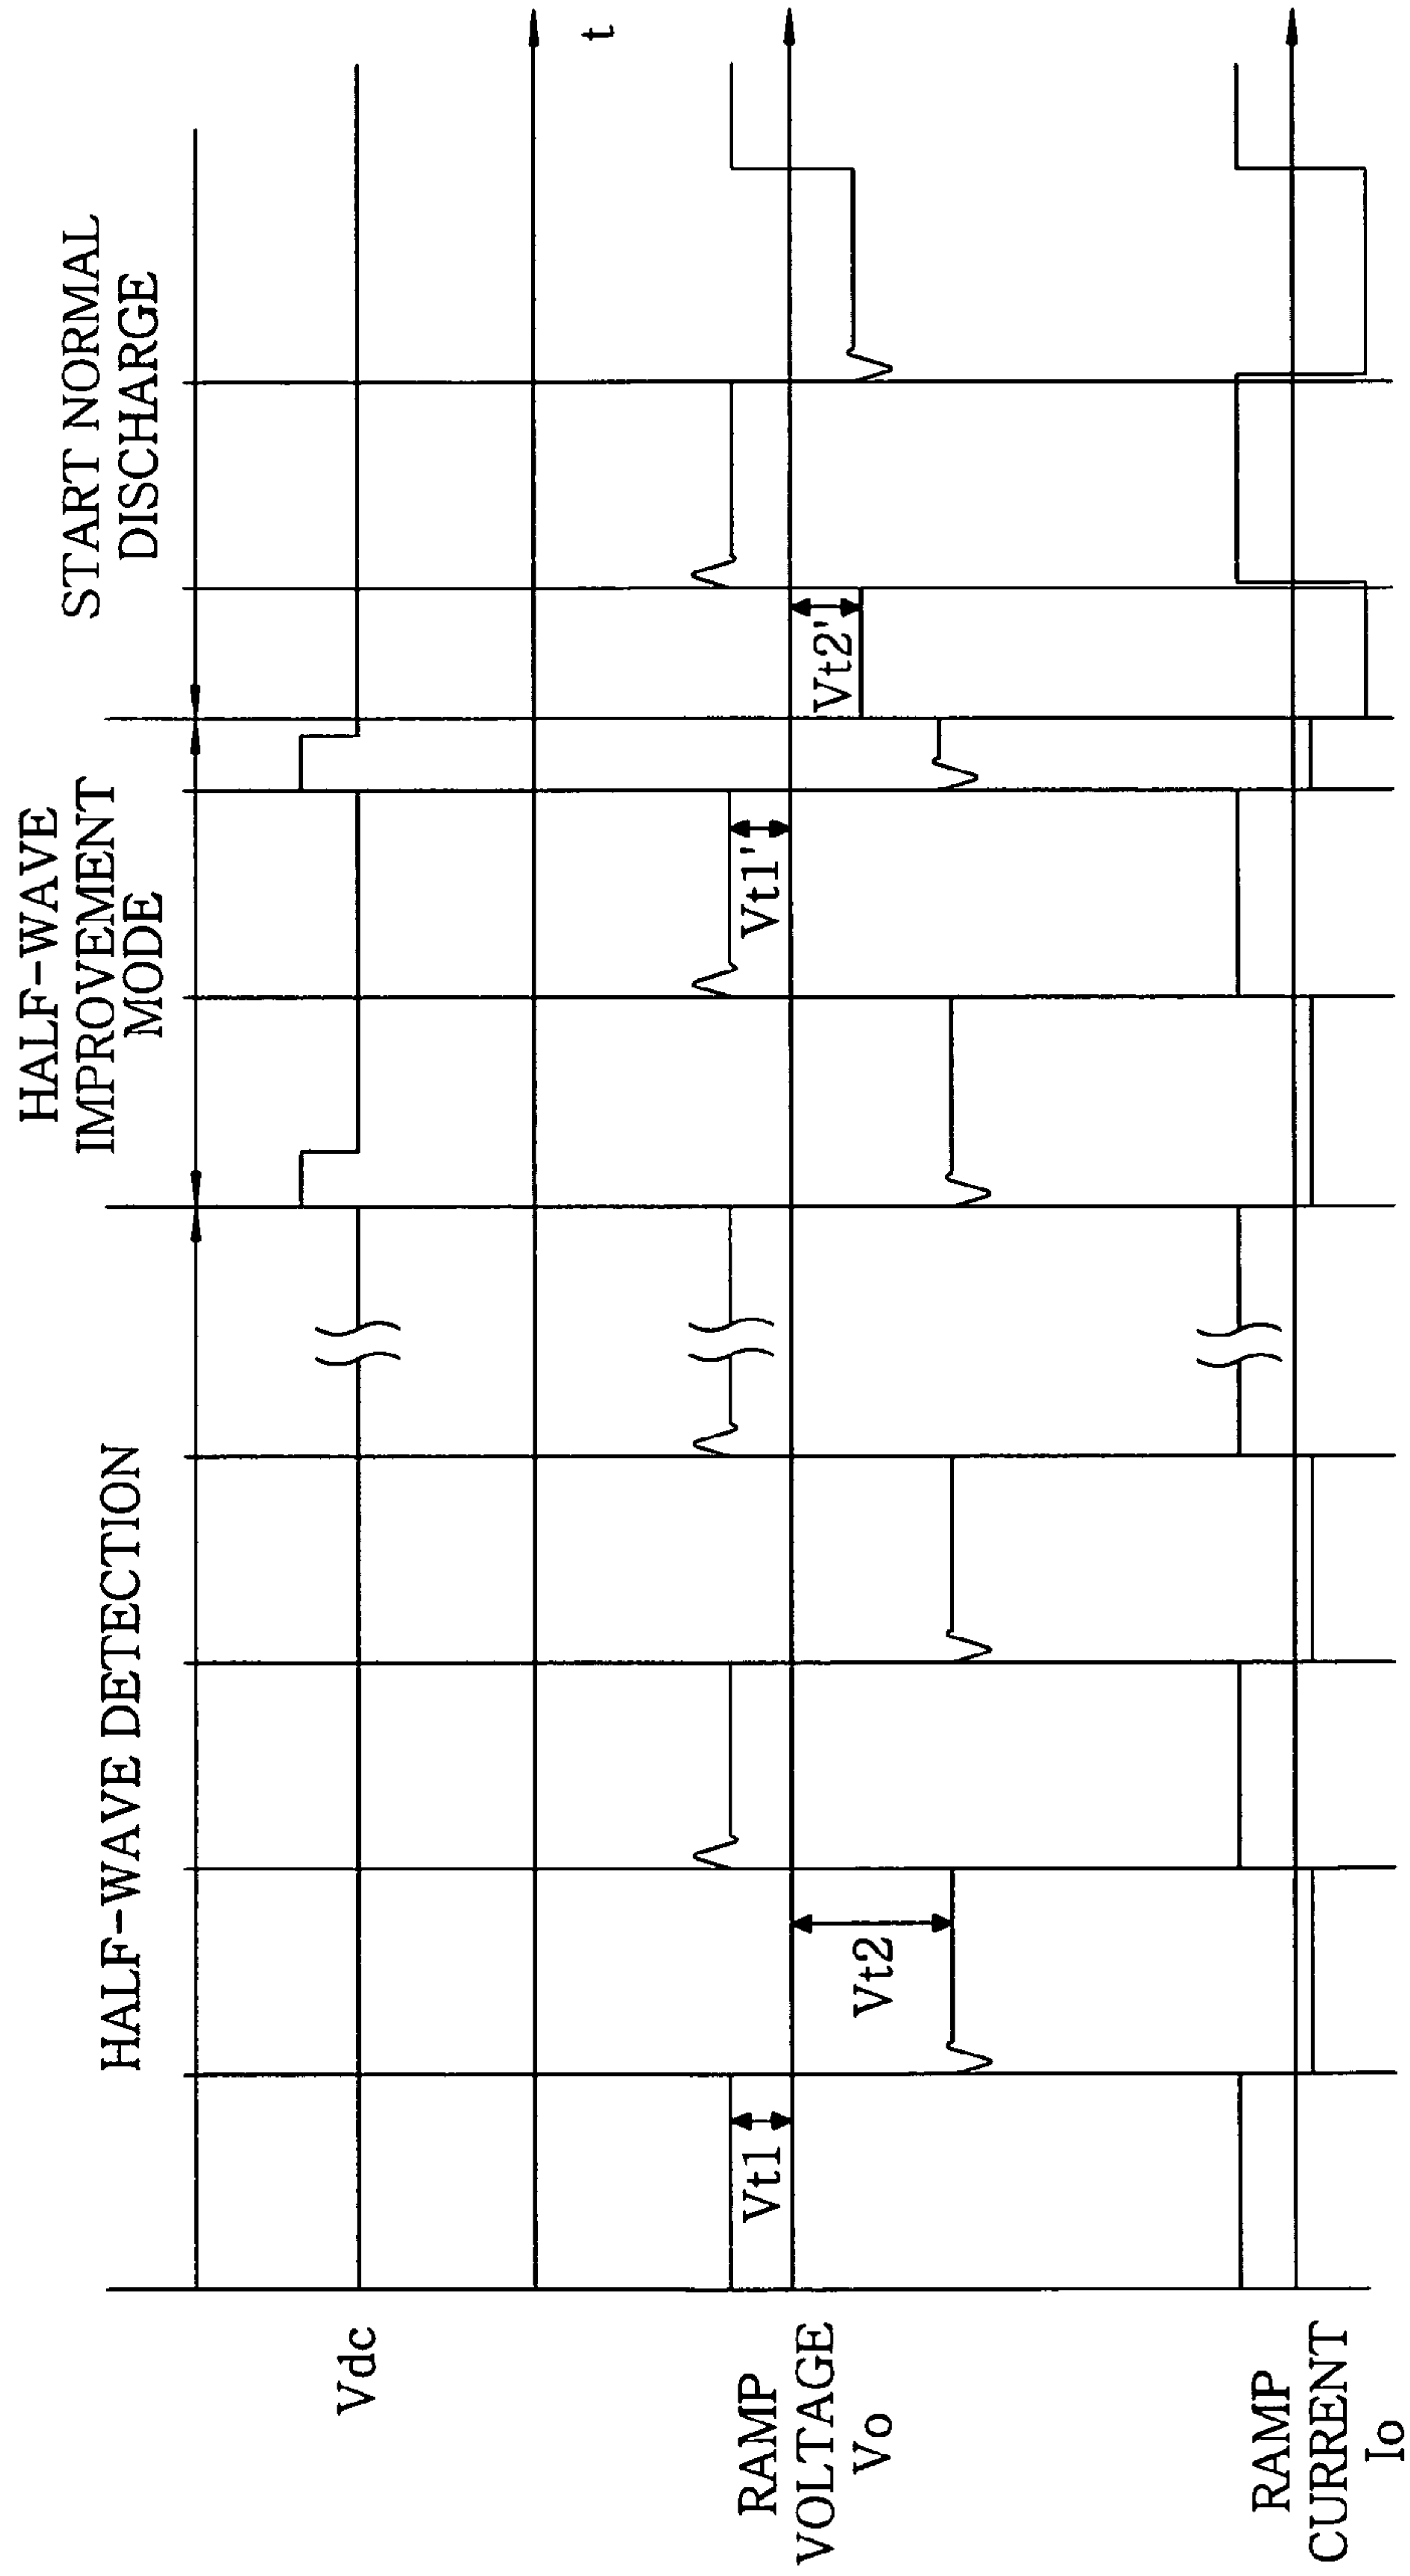 HALF-WAVE DETECTION
HALF-WAVE
IMPROVEMENT
MODE
START NORMAL
DISCHARGE
Vdc
t
RAMP
VOLTAGE
Vo
Vt1
Vt2
Vt1'
Vt2'
RAMP
CURRENT
Io